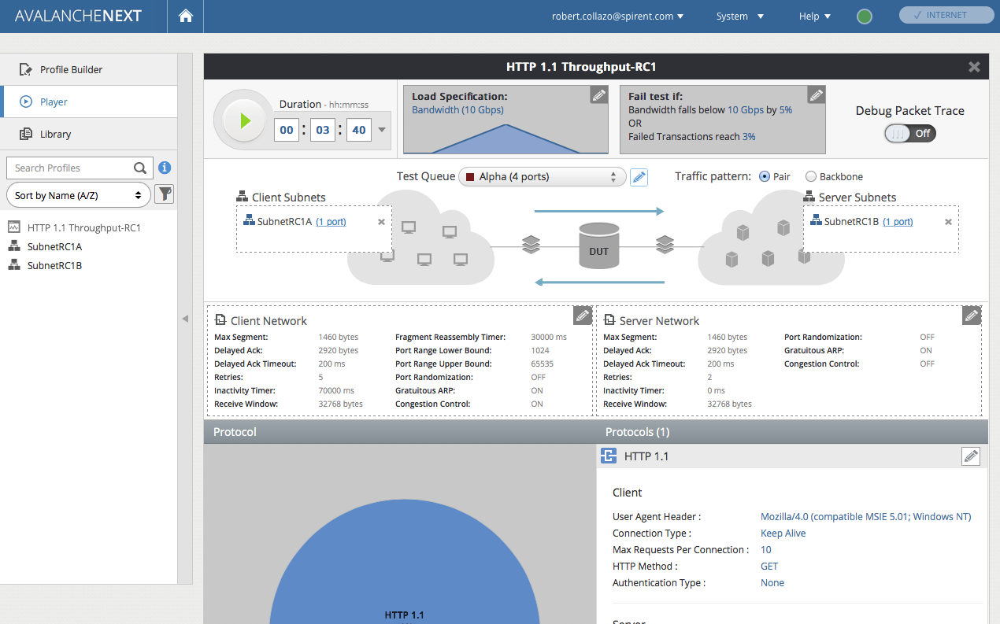 AVALANCHENEXT
robert.collazo@spirent.com
System
Help
✓ INTERNET
Profile Builder
Player
Library
Search Profiles
Sort by Name (A/Z)
HTTP 1.1 Throughput-RC1
SubnetRC1A
SubnetRC1B
HTTP 1.1 Throughput-RC1
Duration - hh:mm:ss
00 : 03 : 40
Load Specification:
Bandwidth (10 Gbps)
Fail test if:
Bandwidth falls below 10 Gbps by 5%
OR
Failed Transactions reach 3%
Debug Packet Trace
Off
Test Queue Alpha (4 ports)
Traffic pattern: Pair Backbone
Client Subnets
SubnetRC1A (1 port)
DUT
Server Subnets
SubnetRC1B (1 port)
Client Network
Max Segment: 1460 bytes
Delayed Ack: 2920 bytes
Delayed Ack Timeout: 200 ms
Retries: 5
Inactivity Timer: 70000 ms
Receive Window: 32768 bytes
Fragment Reassembly Timer: 30000 ms
Port Range Lower Bound: 1024
Port Range Upper Bound: 65535
Port Randomization: OFF
Gratuitous ARP: ON
Congestion Control: ON
Server Network
Max Segment: 1460 bytes
Delayed Ack: 2920 bytes
Delayed Ack Timeout: 200 ms
Retries: 2
Inactivity Timer: 0 ms
Receive Window: 32768 bytes
Port Randomization: OFF
Gratuitous ARP: ON
Congestion Control: OFF
Protocol
HTTP 1.1
Protocols (1)
HTTP 1.1
Client
User Agent Header : Mozilla/4.0 (compatible MSIE 5.01; Windows NT)
Connection Type : Keep Alive
Max Requests Per Connection : 10
HTTP Method : GET
Authentication Type : None
Server